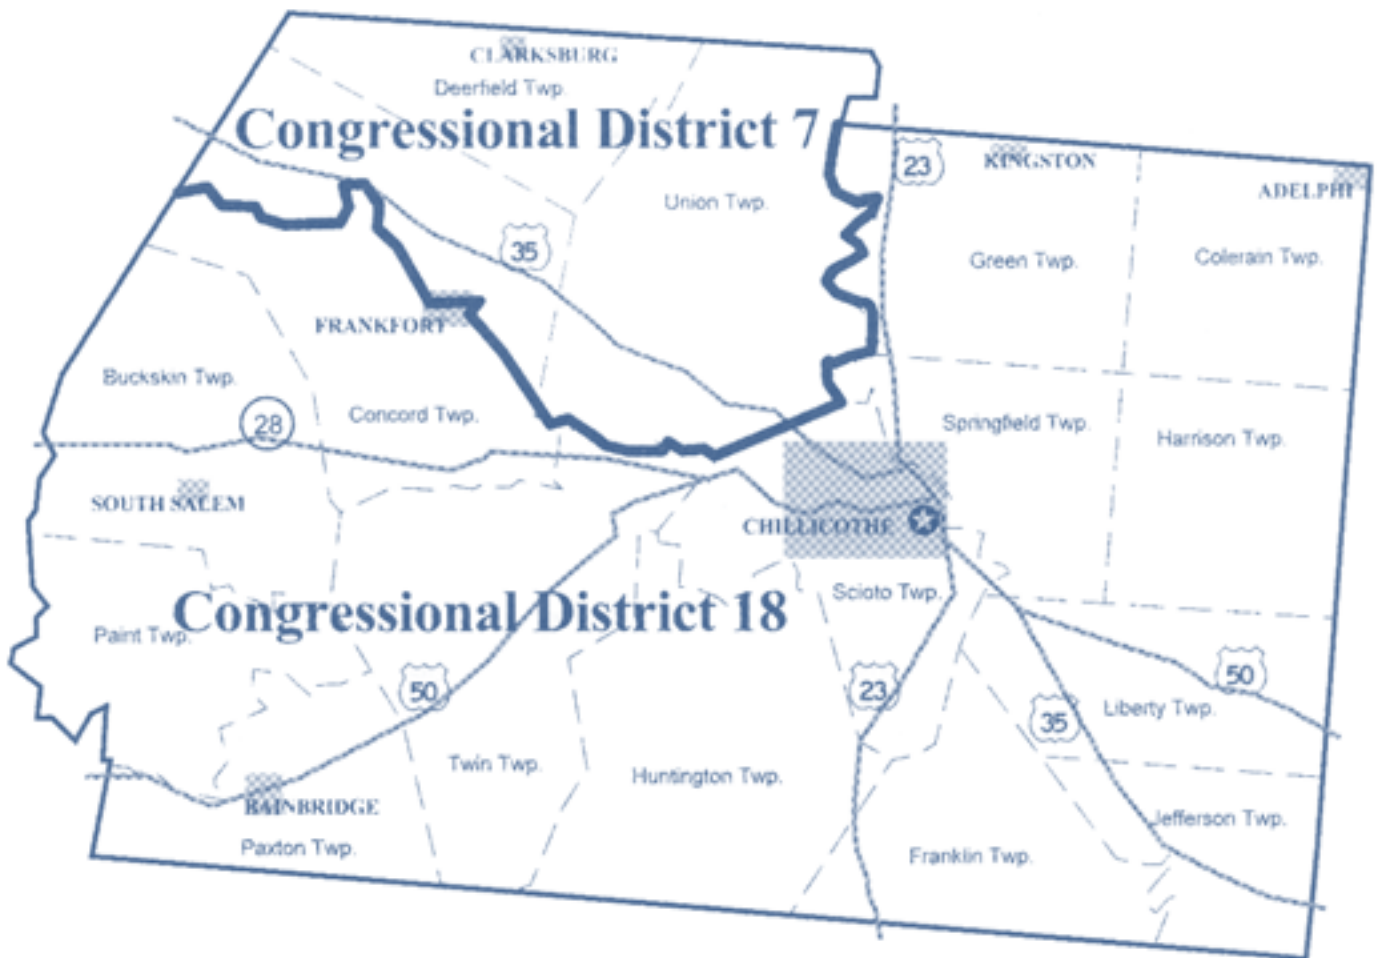 CLARKSBURG
Deerfield Twp.
Congressional District 7
23
KINGSTON
ADELPHI
Union Twp.
35
Green Twp.
Colerain Twp.
FRANKFORT
Buckskin Twp.
Concord Twp.
28
Springfield Twp.
Harrison Twp.
SOUTH SALEM
CHILLICOTHE
Scioto Twp.
Congressional District 18
Paint Twp.
50
23
50
35
Liberty Twp.
Twin Twp.
Huntington Twp.
BAINBRIDGE
Jefferson Twp.
Paxton Twp.
Franklin Twp.